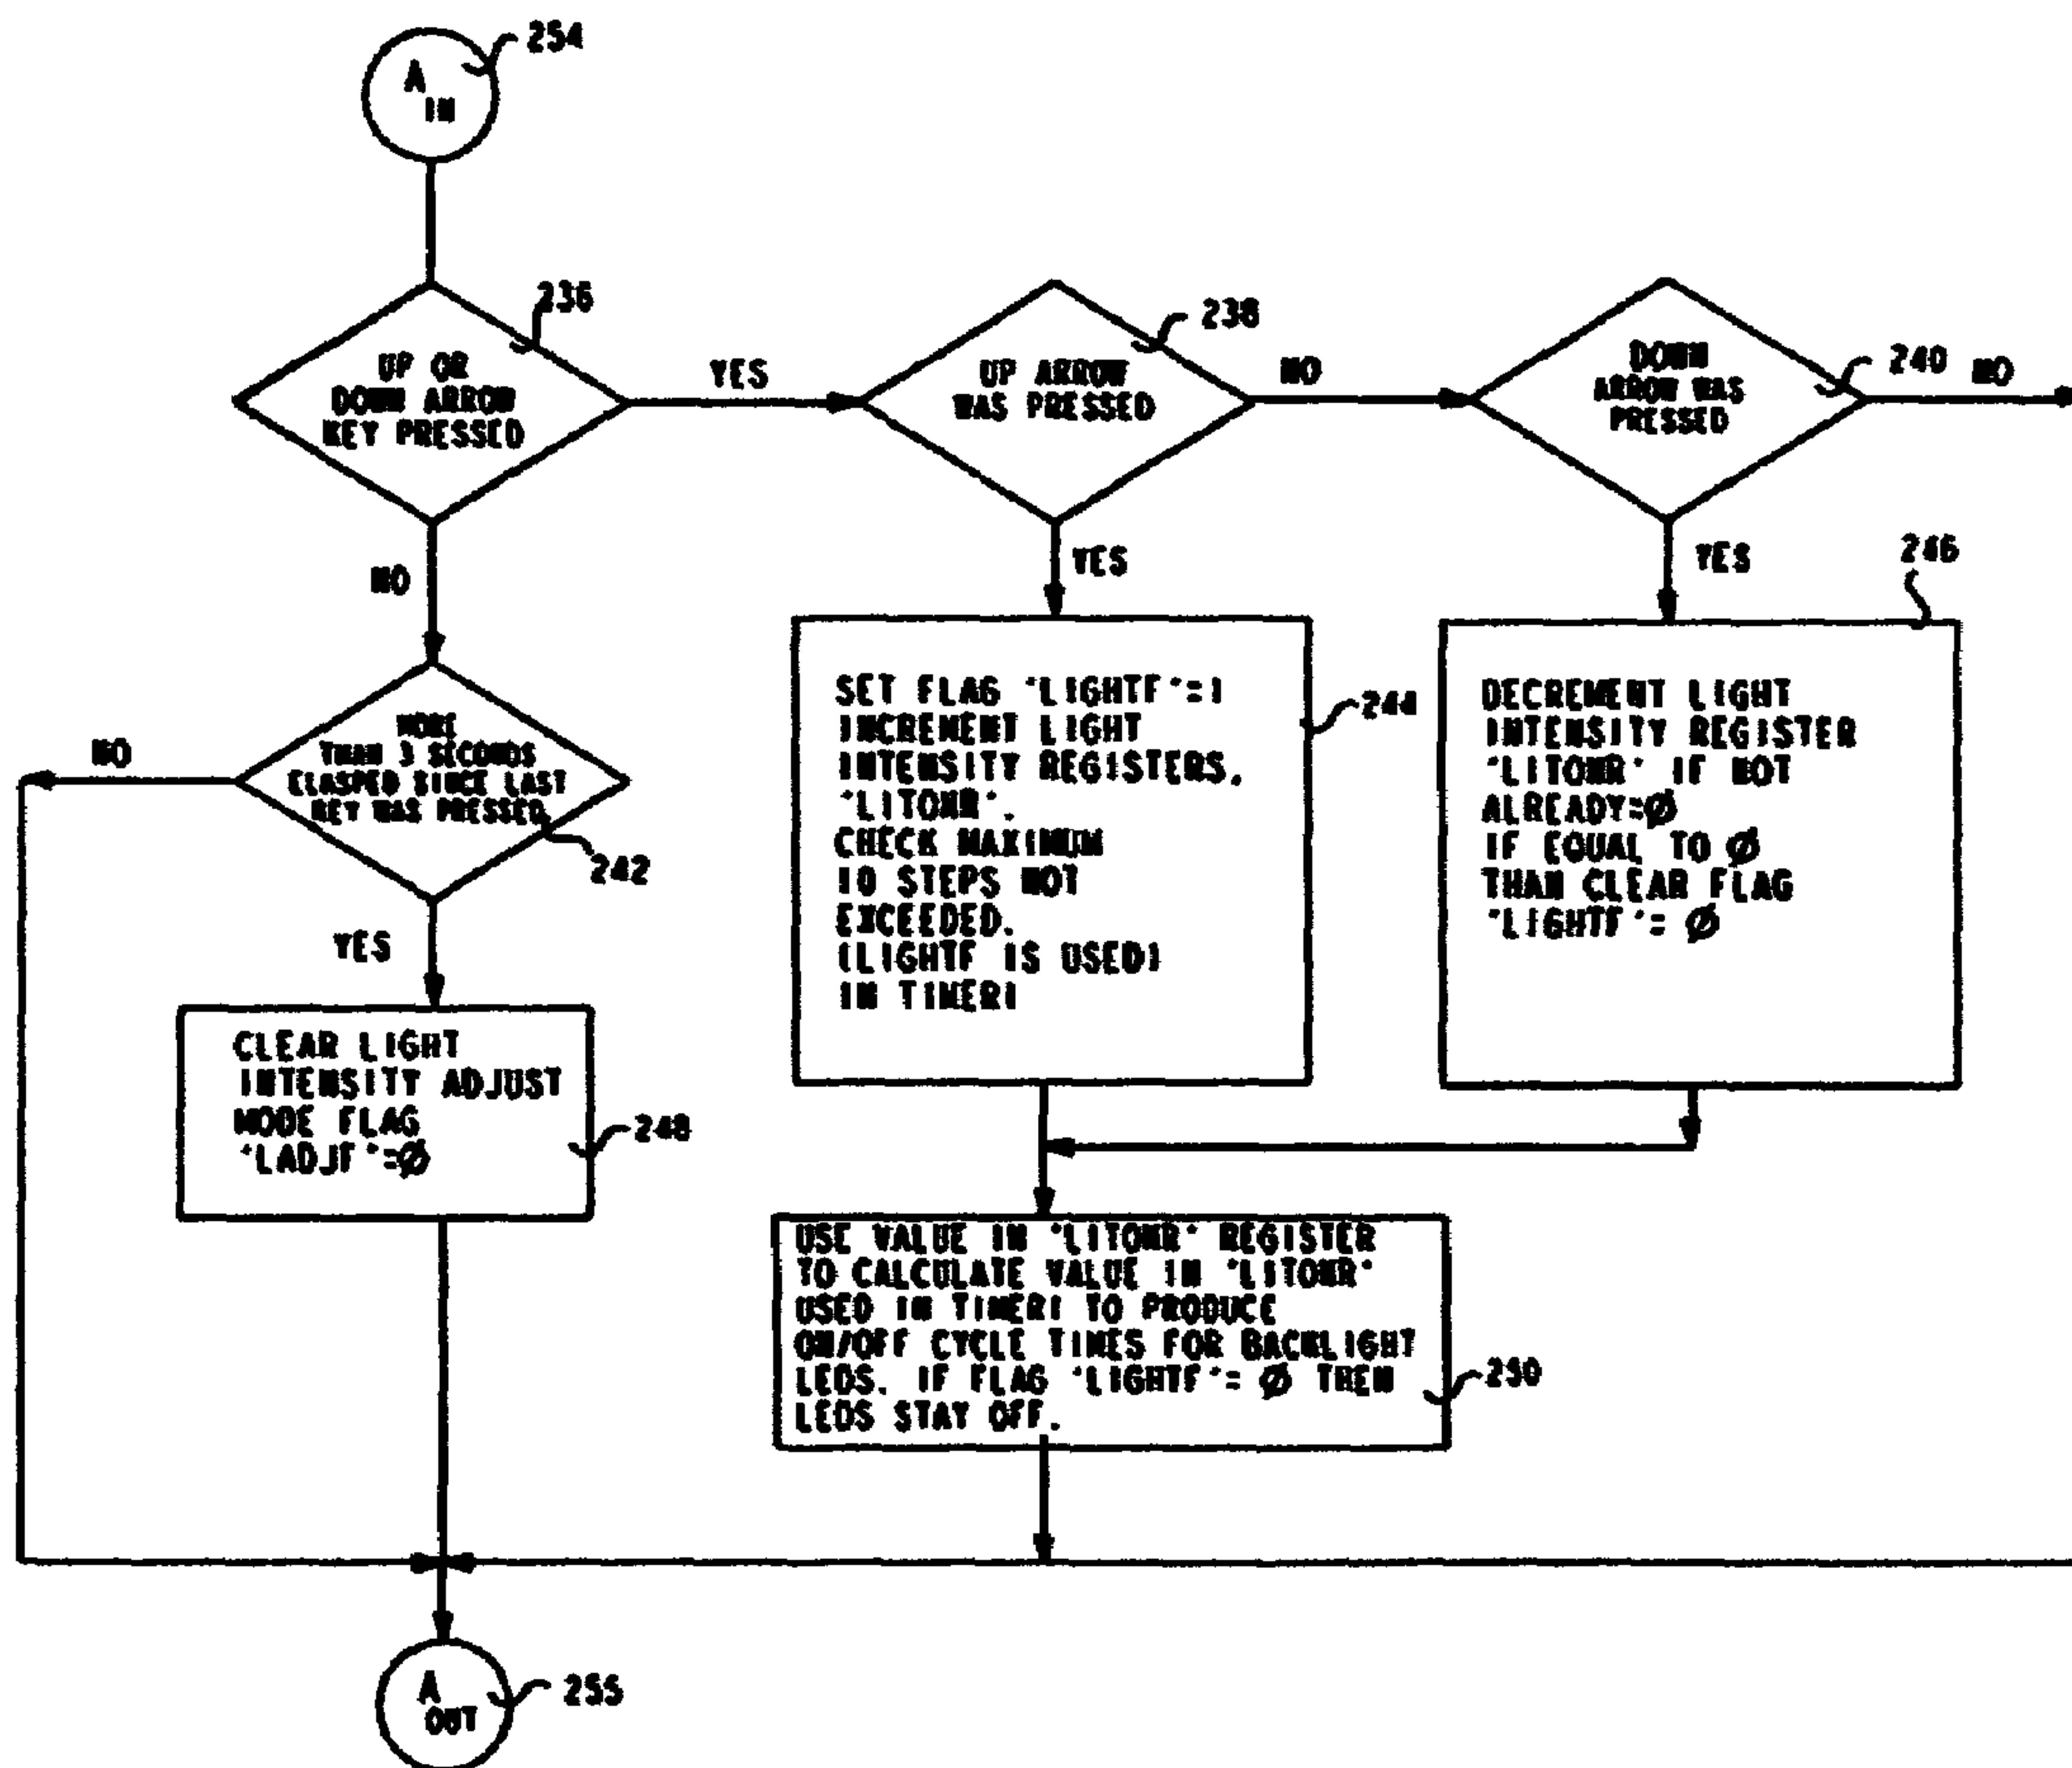 254
A
IN
236
UP OR
DOWN ARROW
KEY PRESSED
YES
238
UP ARROW
WAS PRESSED
NO
240
DOWN
ARROW WAS
PRESSED
NO
NO
YES
YES
246
MORE
THAN 3 SECONDS
ELASPED SINCE LAST
KEY WAS PRESSED
NO
242
YES
SET FLAG 'LIGHTF'=1
INCREMENT LIGHT
INTENSITY REGISTERS,
'LITONR'.
CHECK MAXIMUM
10 STEPS NOT
EXCEEDED.
(LIGHTF IS USED)
IN TIMER1
244
DECREMENT LIGHT
INTENSITY REGISTER
'LITONR' IF NOT
ALREADY=Ø
IF EQUAL TO Ø
THAN CLEAR FLAG
'LIGHTF'= Ø
CLEAR LIGHT
INTENSITY ADJUST
MODE FLAG
'LADJF'=Ø
248
USE VALUE IN 'LITONR' REGISTER
TO CALCULATE VALUE IN 'LITONR'
USED IN TIMER1 TO PRODUCE
ON/OFF CYCLE TIMES FOR BACKLIGHT
LEDS. IF FLAG 'LIGHTF'= Ø THEN
LEDS STAY OFF.
250
A
OUT
255